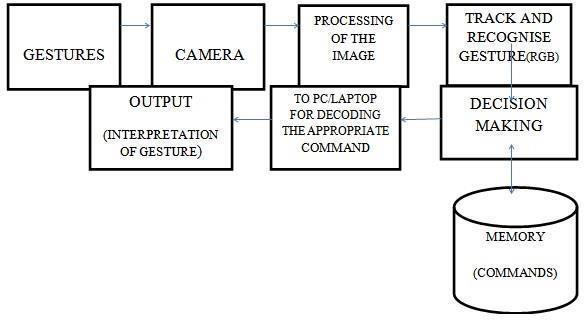 GESTURES
CAMERA
PROCESSING
OF THE
IMAGE
TRACK AND
RECOGNISE
GESTURE(RGB)
DECISION
MAKING
TO PC/LAPTOP
FOR DECODING
THE APPROPRIATE
COMMAND
OUTPUT
(INTERPRETATION
OF GESTURE)
MEMORY
(COMMANDS)